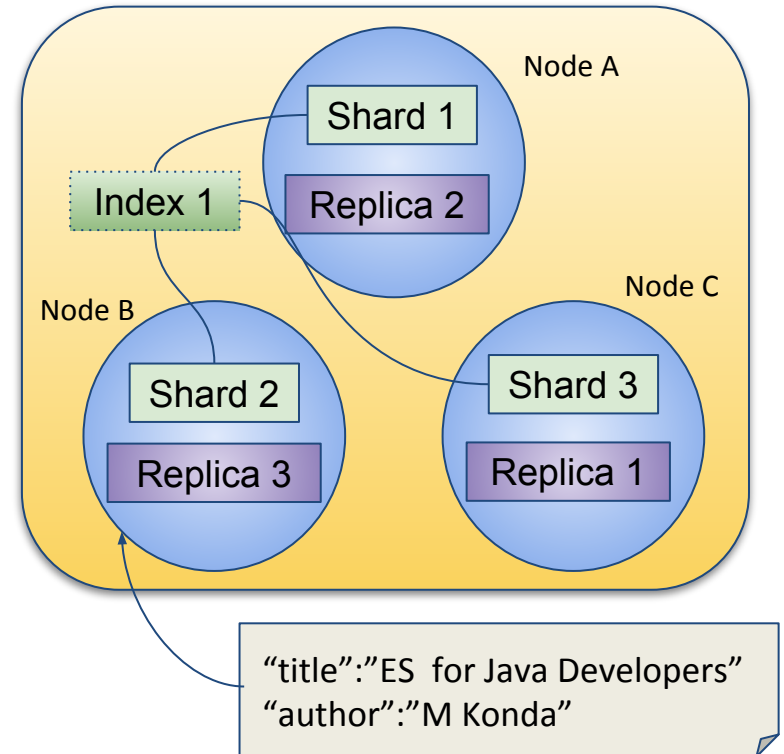 Node A
Shard 1
Index 1
Replica 2
Node C
Node B
Shard 3
Shard 2
Replica 3
Replica 1
“title”:”ES  for Java Developers”
“author”:”M Konda”